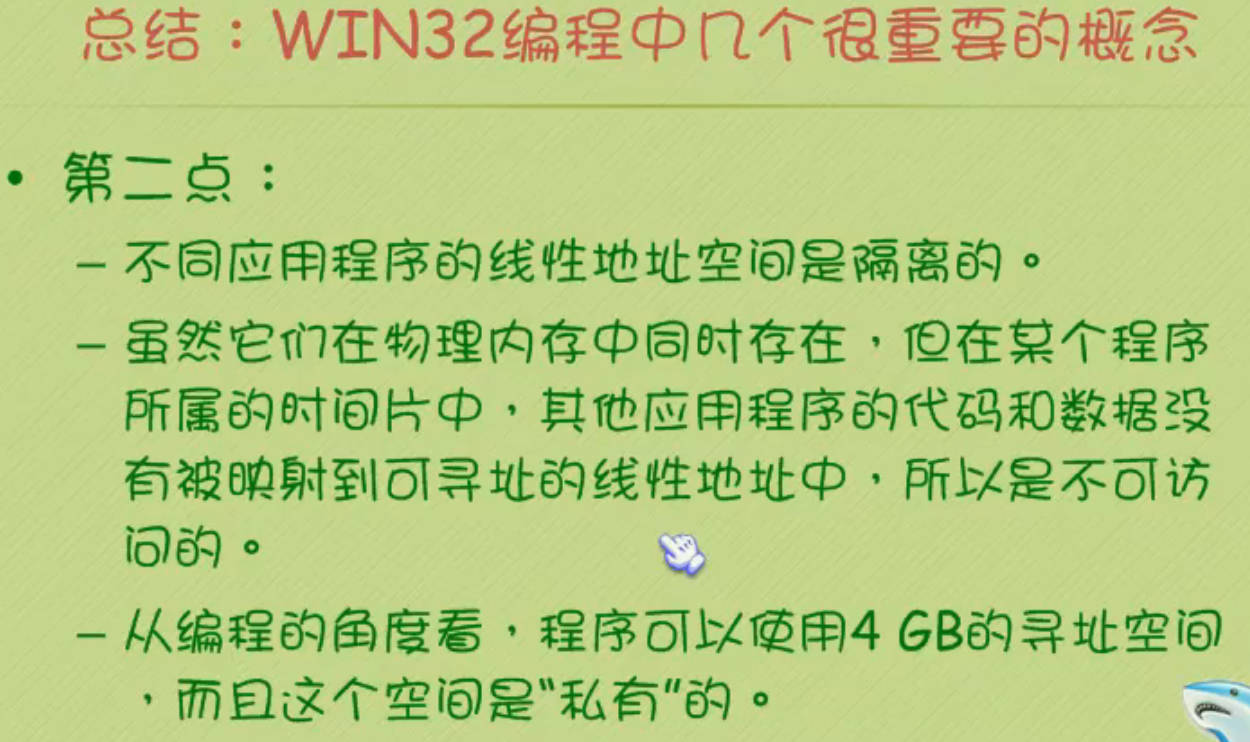 总结：WIN32编程中几个很重要的概念
• 第二点：
– 不同应用程序的线性地址空间是隔离的。
– 虽然它们在物理内存中同时存在，但在某个程序
所属的时间片中，其他应用程序的代码和数据没
有被映射到可寻址的线性地址中，所以是不可访
问的。
– 从编程的角度看，程序可以使用4 GB的寻址空间
，而且这个空间是“私有”的。